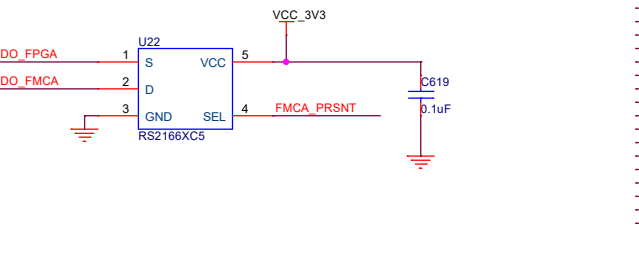 VCC_3V3
U22
DO_FPGA 1 S VCC 5
DO_FMCA 2 D
C619
3 GND SEL 4 FMCA_PRSNT 0.1uF
RS2166XC5